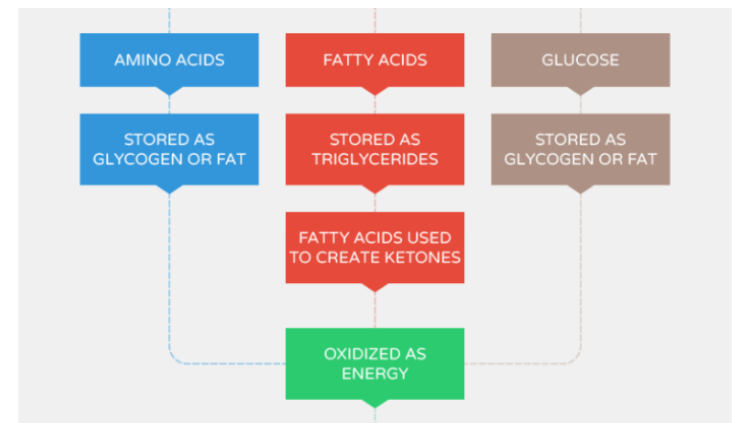 AMINO ACIDS
FATTY ACIDS
GLUCOSE
STORED AS
GLYCOGEN OR FAT
STORED AS
TRIGLYCERIDES
STORED AS
GLYCOGEN OR FAT
FATTY ACIDS USED
TO CREATE KETONES
OXIDIZED AS
ENERGY